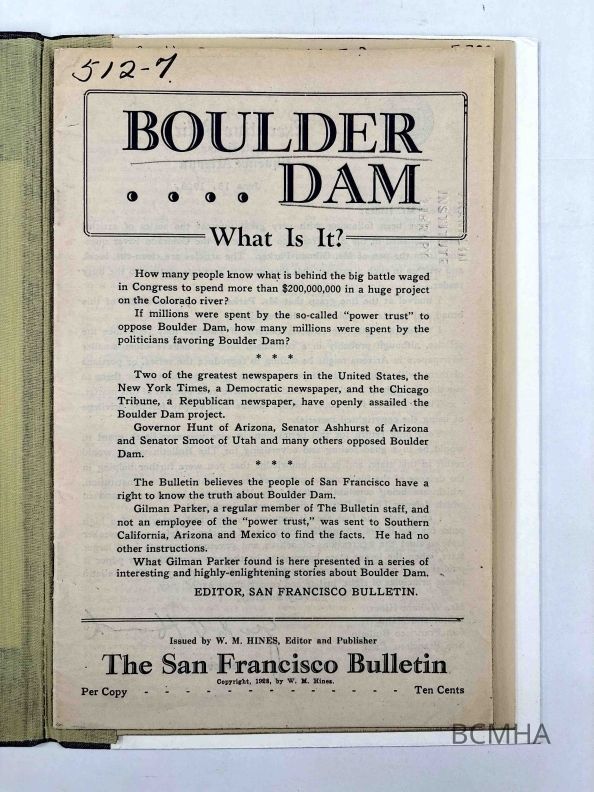 512-7
BOULDER
. . . . DAM
What Is It?
How many people know what is behind the big battle waged
in Congress to spend more than $200,000,000 in a huge project
on the Colorado river?
If millions were spent by the so-called "power trust" to
oppose Boulder Dam, how many millions were spent by the
politicians favoring Boulder Dam?
* * *
Two of the greatest newspapers in the United States, the
New York Times, a Democratic newspaper, and the Chicago
Tribune, a Republican newspaper, have openly assailed the
Boulder Dam project.
Governor Hunt of Arizona, Senator Ashhurst of Arizona
and Senator Smoot of Utah and many others opposed Boulder
Dam.
* * *
The Bulletin believes the people of San Francisco have a
right to know the truth about Boulder Dam.
Gilman Parker, a regular member of The Bulletin staff, and
not an employee of the "power trust," was sent to Southern
California, Arizona and Mexico to find the facts. He had no
other instructions.
What Gilman Parker found is here presented in a series of
interesting and highly-enlightening stories about Boulder Dam.
EDITOR, SAN FRANCISCO BULLETIN.
Issued by W. M. HINES, Editor and Publisher
The San Francisco Bulletin
Copyright, 1928, by W. M. Hines.
Per Copy - - - - - - - - - - - - - - Ten Cents
BCMHA